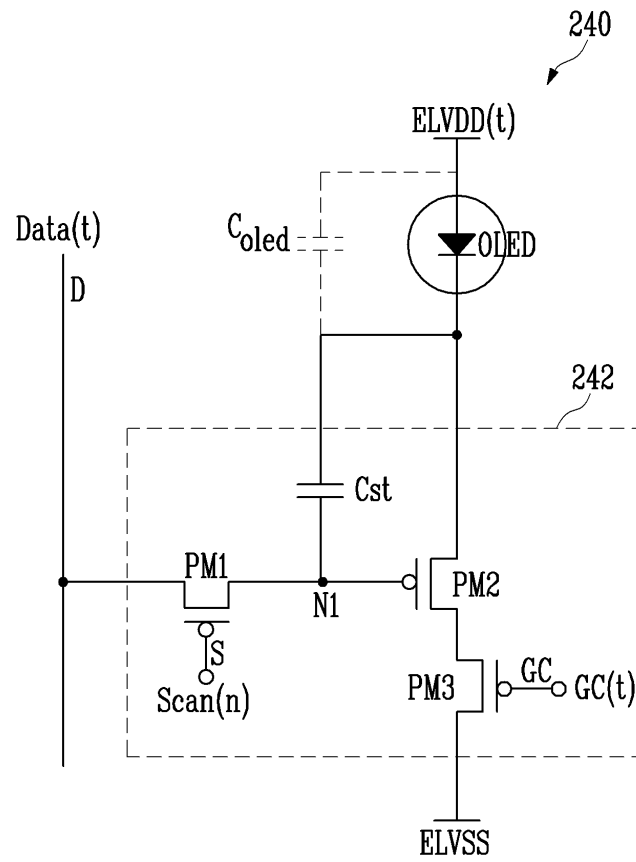 240
ELVDD(t)
Data(t)
Coled
OLED
D
242
Cst
PM1
PM2
N1
S
Scan(n)
PM3
GC
GC(t)
ELVSS